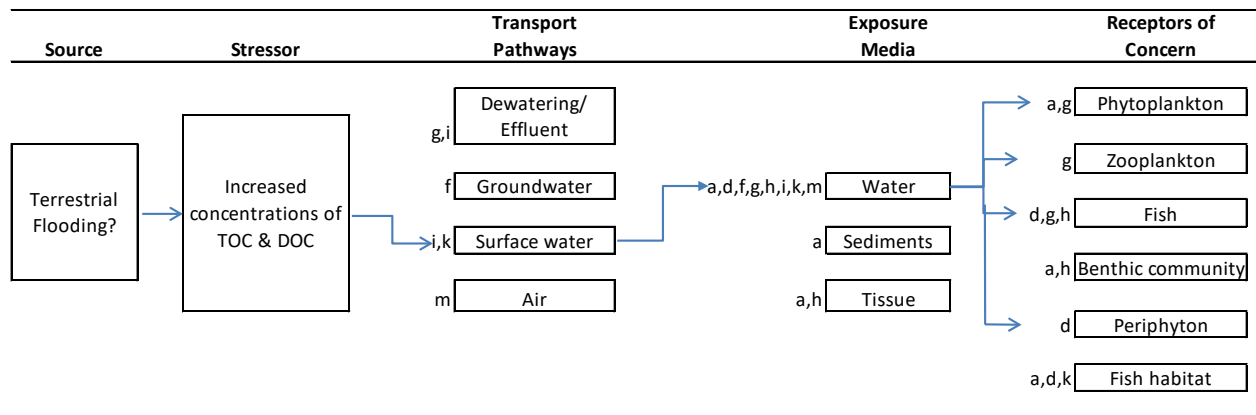 Source
Stressor
Transport
Pathways
Exposure
Media
Receptors of
Concern
Terrestrial
Flooding?
Increased
concentrations of
TOC & DOC
g,i
Dewatering/
Effluent
f
Groundwater
i,k
Surface water
m
Air
a,d,f,g,h,i,k,m
Water
a
Sediments
a,h
Tissue
a,g
Phytoplankton
g
Zooplankton
d,g,h
Fish
a,h
Benthic community
d
Periphyton
a,d,k
Fish habitat